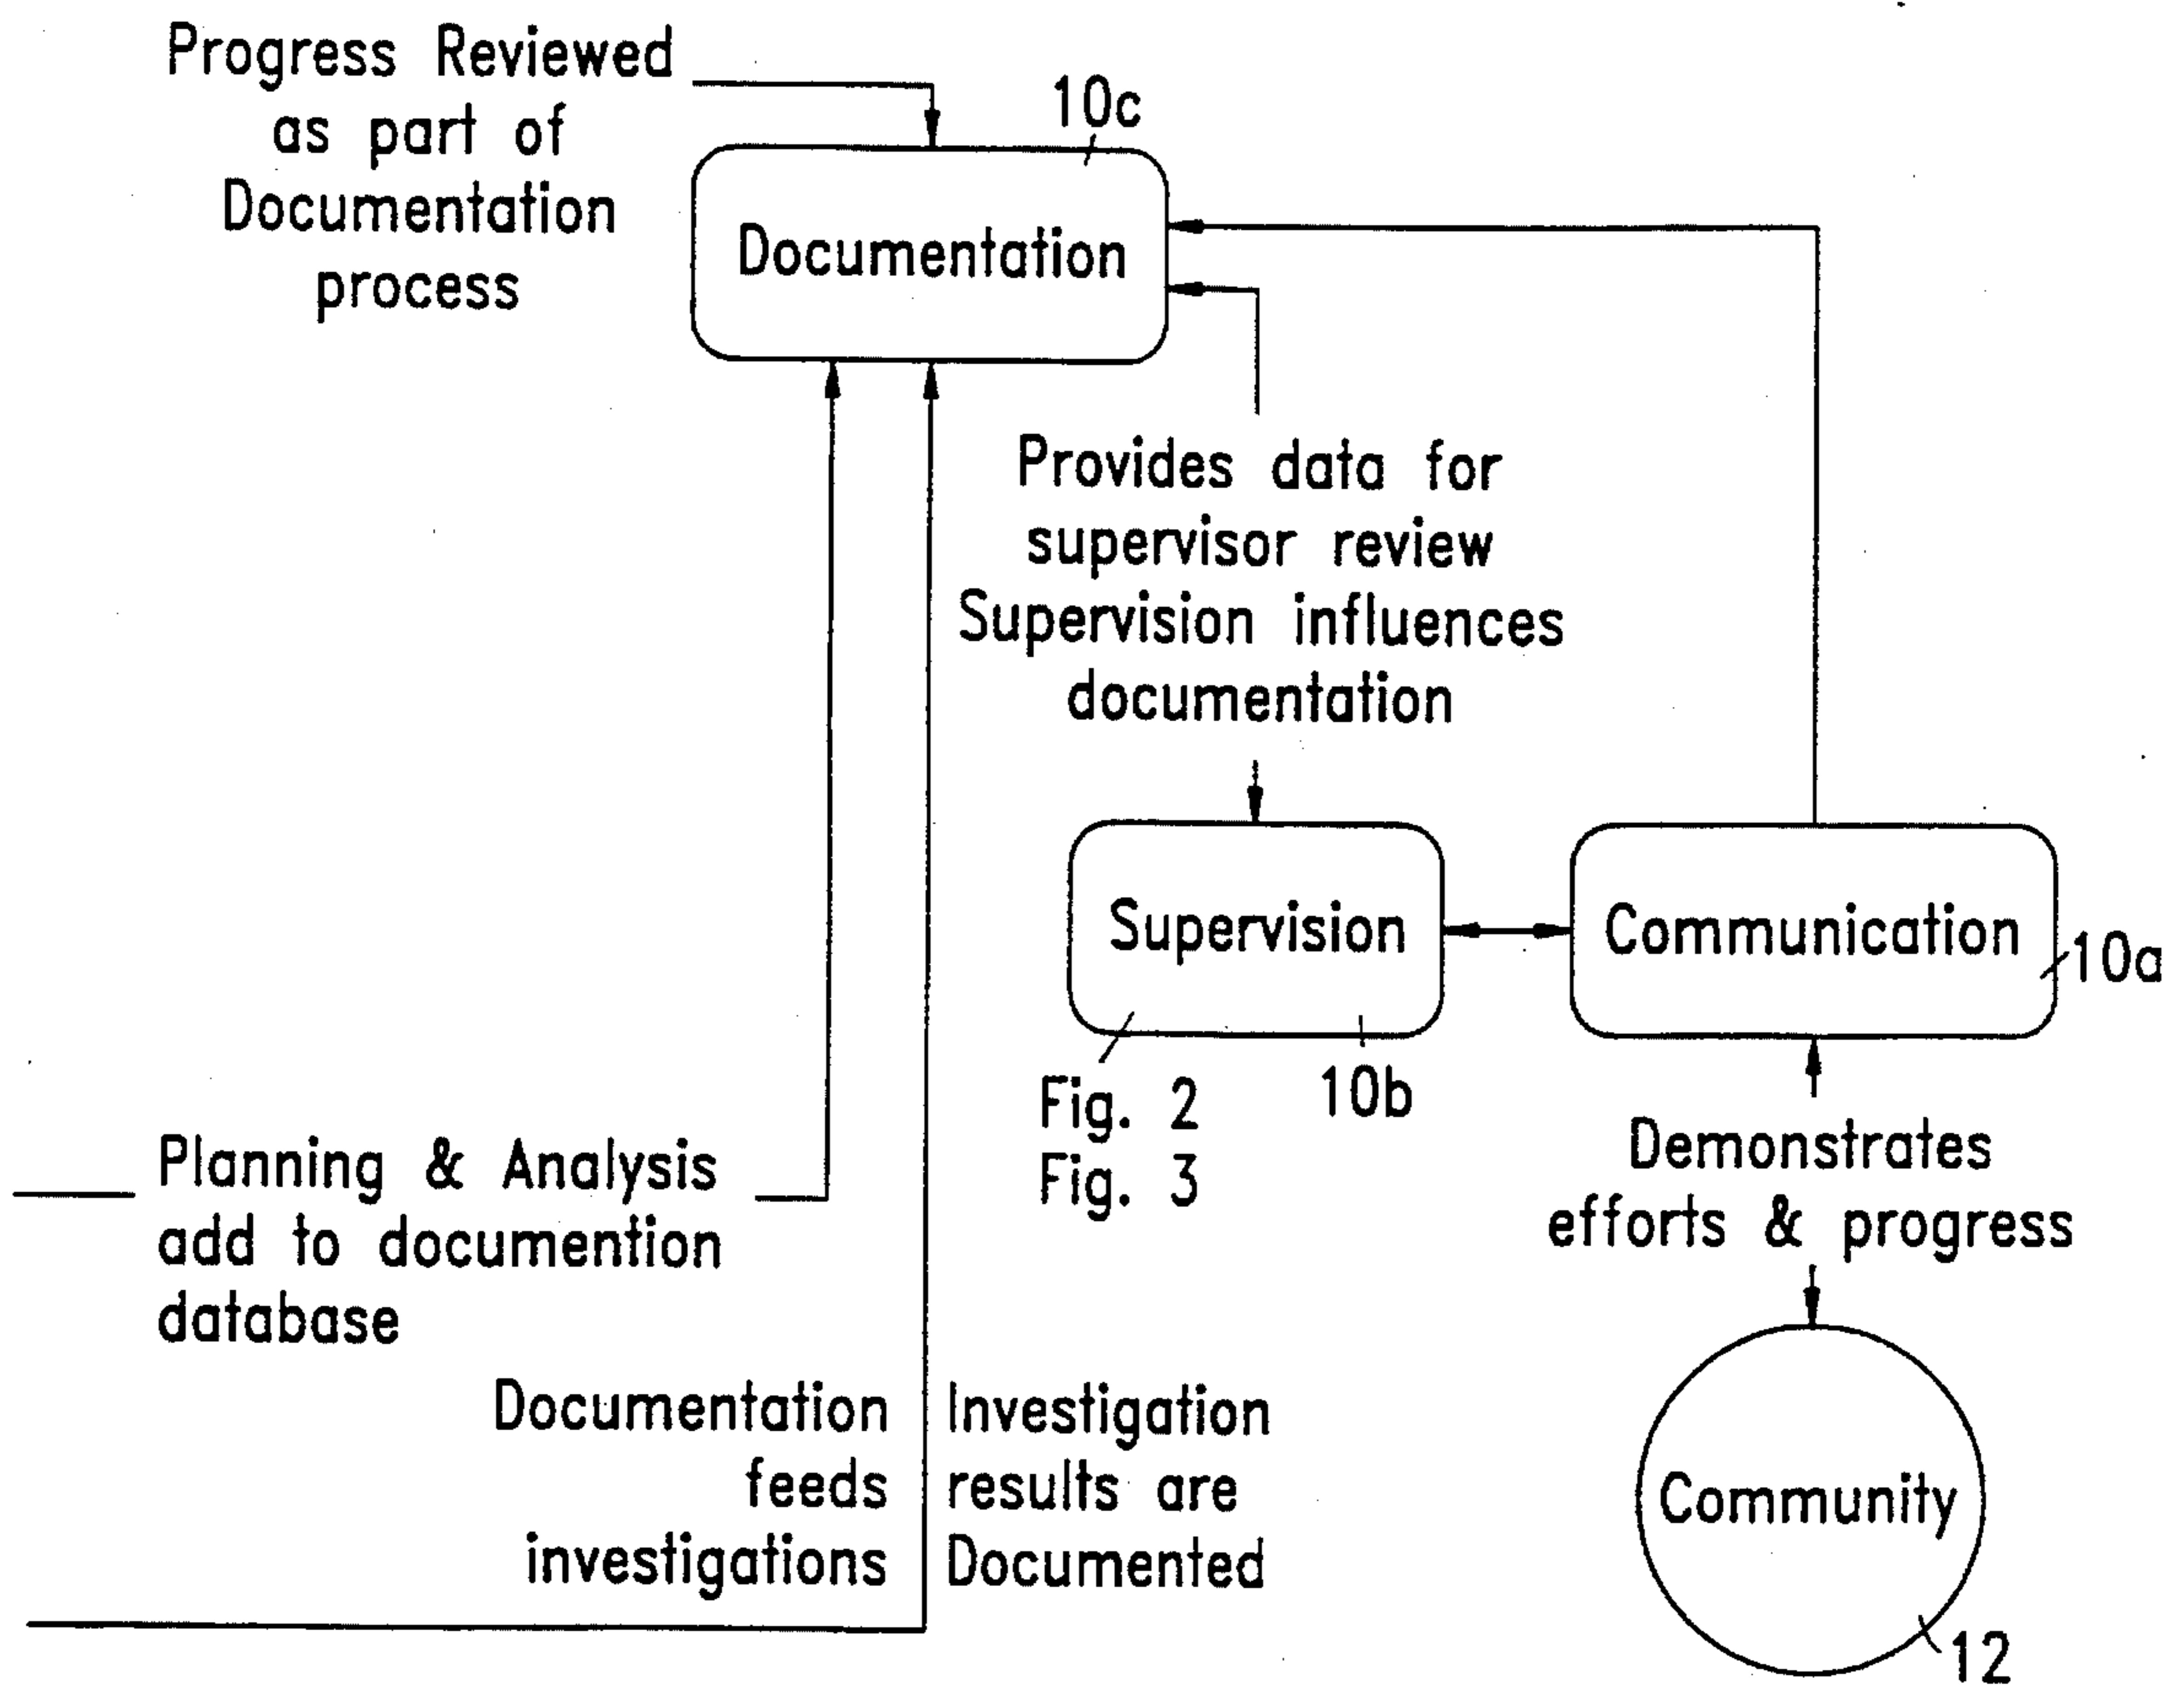 Progress Reviewed
as part of
Documentation
process
10c
Documentation
Provides data for
supervisor review
Supervision influences
documentation
Supervision
Communication
10a
Fig. 2
Fig. 3
10b
Demonstrates
efforts & progress
Planning & Analysis
add to documention
database
Documentation
feeds
investigations
Investigation
results are
Documented
Community
12